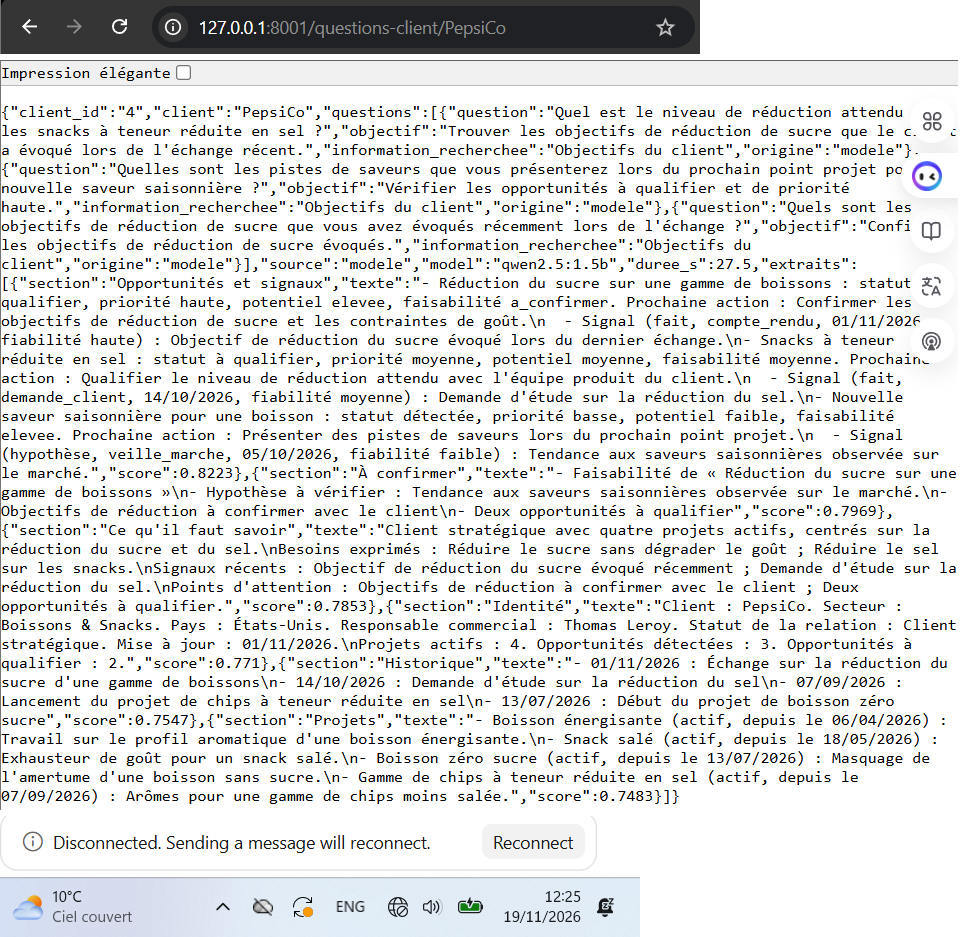 127.0.0.1:8001/questions-client/PepsiCo
Impression élégante
{"client_id":"4","client":"PepsiCo","questions":[{"question":"Quel est le niveau de réduction attendu
les snacks à teneur réduite en sel ?","objectif":"Trouver les objectifs de réduction de sucre que le c
a évoqué lors de l'échange récent.","information_recherchee":"Objectifs du client","origine":"modele"},
{"question":"Quelles sont les pistes de saveurs que vous présenterez lors du prochain point projet po
nouvelle saveur saisonnière ?","objectif":"Vérifier les opportunités à qualifier et de priorité
haute.","information_recherchee":"Objectifs du client","origine":"modele"},{"question":"Quels sont les
objectifs de réduction de sucre que vous avez évoqués récemment lors de l'échange ?","objectif":"Confi
les objectifs de réduction de sucre évoqués.","information_recherchee":"Objectifs du
client","origine":"modele"}],"source":"modele","model":"qwen2.5:1.5b","duree_s":27.5,"extraits":
[{"section":"Opportunités et signaux","texte":"- Réduction du sucre sur une gamme de boissons : statut
qualifier, priorité haute, potentiel elevee, faisabilité a_confirmer. Prochaine action : Confirmer les
objectifs de réduction de sucre et les contraintes de goût.\n  - Signal (fait, compte_rendu, 01/11/2026
fiabilité haute) : Objectif de réduction du sucre évoqué lors du dernier échange.\n- Snacks à teneur
réduite en sel : statut à qualifier, priorité moyenne, potentiel moyenne, faisabilité moyenne. Prochaine
action : Qualifier le niveau de réduction attendu avec l'équipe produit du client.\n  - Signal (fait,
demande_client, 14/10/2026, fiabilité moyenne) : Demande d'étude sur la réduction du sel.\n- Nouvelle
saveur saisonnière pour une boisson : statut détectée, priorité basse, potentiel faible, faisabilité
elevee. Prochaine action : Présenter des pistes de saveurs lors du prochain point projet.\n  - Signal
(hypothèse, veille_marche, 05/10/2026, fiabilité faible) : Tendance aux saveurs saisonnières observée sur
le marché.","score":0.8223},{"section":"À confirmer","texte":"- Faisabilité de « Réduction du sucre sur une
gamme de boissons »\n- Hypothèse à vérifier : Tendance aux saveurs saisonnières observée sur le marché.\n-
Objectifs de réduction à confirmer avec le client\n- Deux opportunités à qualifier","score":0.7969},
{"section":"Ce qu'il faut savoir","texte":"Client stratégique avec quatre projets actifs, centrés sur la
réduction du sucre et du sel.\nBesoins exprimés : Réduire le sucre sans dégrader le goût ; Réduire le sel
sur les snacks.\nSignaux récents : Objectif de réduction du sucre évoqué récemment ; Demande d'étude sur la
réduction du sel.\nPoints d'attention : Objectifs de réduction à confirmer avec le client ; Deux
opportunités à qualifier.","score":0.7853},{"section":"Identité","texte":"Client : PepsiCo. Secteur :
Boissons & Snacks. Pays : États-Unis. Responsable commercial : Thomas Leroy. Statut de la relation : Client
stratégique. Mise à jour : 01/11/2026.\nProjets actifs : 4. Opportunités détectées : 3. Opportunités à
qualifier : 2.","score":0.771},{"section":"Historique","texte":"- 01/11/2026 : Échange sur la réduction du
sucre d'une gamme de boissons\n- 14/10/2026 : Demande d'étude sur la réduction du sel\n- 07/09/2026 :
Lancement du projet de chips à teneur réduite en sel\n- 13/07/2026 : Début du projet de boisson zéro
sucre","score":0.7547},{"section":"Projets","texte":"- Boisson énergisante (actif, depuis le 06/04/2026) :
Travail sur le profil aromatique d'une boisson énergisante.\n- Snack salé (actif, depuis le 18/05/2026) :
Exhausteur de goût pour un snack salé.\n- Boisson zéro sucre (actif, depuis le 13/07/2026) : Masquage de
l'amertume d'une boisson sans sucre.\n- Gamme de chips à teneur réduite en sel (actif, depuis le
07/09/2026) : Arômes pour une gamme de chips moins salée.","score":0.7483}]}
Disconnected. Sending a message will reconnect.
Reconnect
10°C
Ciel couvert
ENG
12:25
19/11/2026